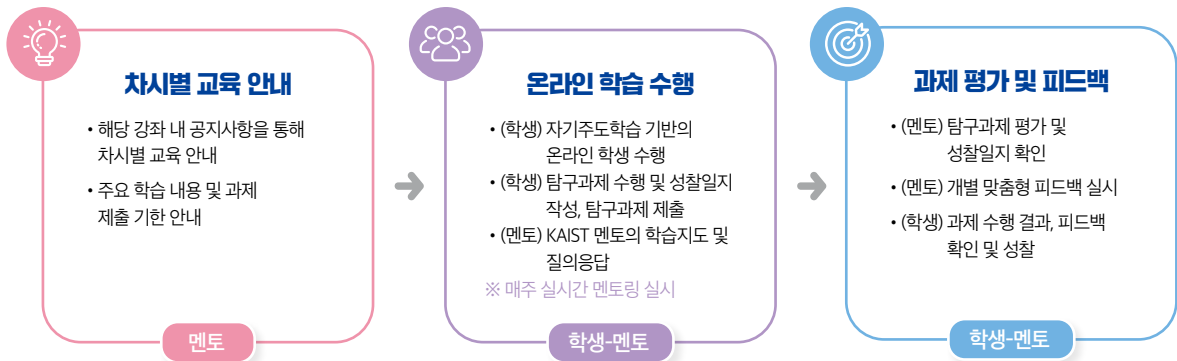 차시별 교육 안내
• 해당 강좌 내 공지사항을 통해
차시별 교육 안내
• 주요 학습 내용 및 과제
제출 기한 안내
멘토
온라인 학습 수행
• (학생) 자기주도학습 기반의
온라인 학생 수행
• (학생) 탐구과제 수행 및 성찰일지
작성, 탐구과제 제출
• (멘토) KAIST 멘토의 학습지도 및
질의응답
※ 매주 실시간 멘토링 실시
학생-멘토
과제 평가 및 피드백
• (멘토) 탐구과제 평가 및
성찰일지 확인
• (멘토) 개별 맞춤형 피드백 실시
• (학생) 과제 수행 결과, 피드백
확인 및 성찰
학생-멘토